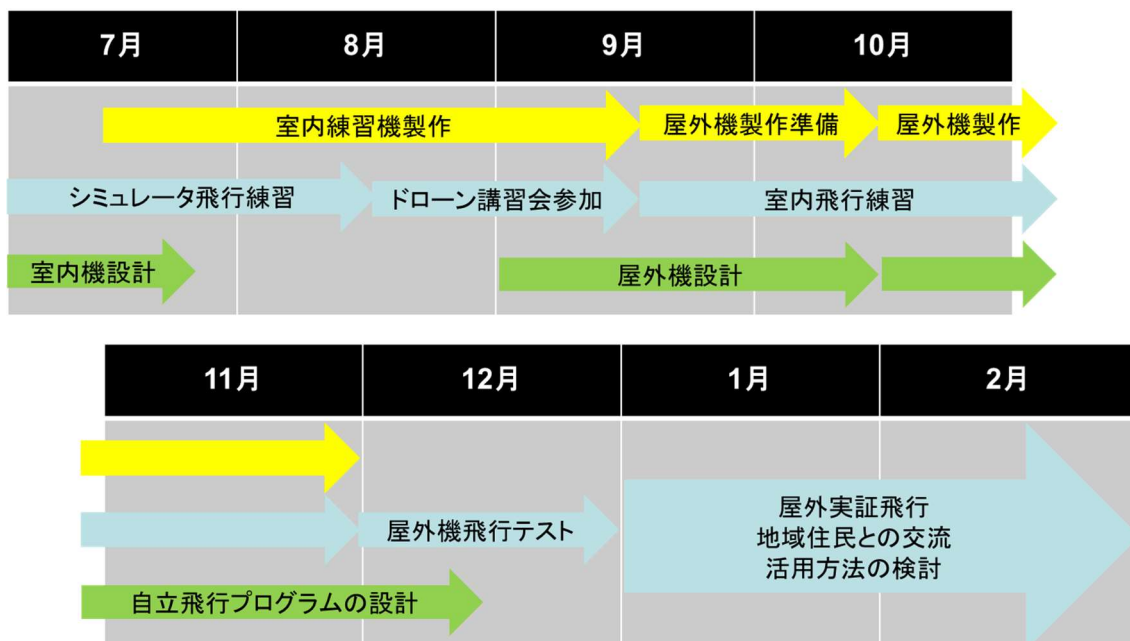 7月 8月 9月 10月
室内練習機製作 屋外機製作準備 屋外機製作
シミュレータ飛行練習 ドローン講習会参加 室内飛行練習
室内機設計 屋外機設計
11月 12月 1月 2月
屋外機飛行テスト
自立飛行プログラムの設計
屋外実証飛行
地域住民との交流
活用方法の検討